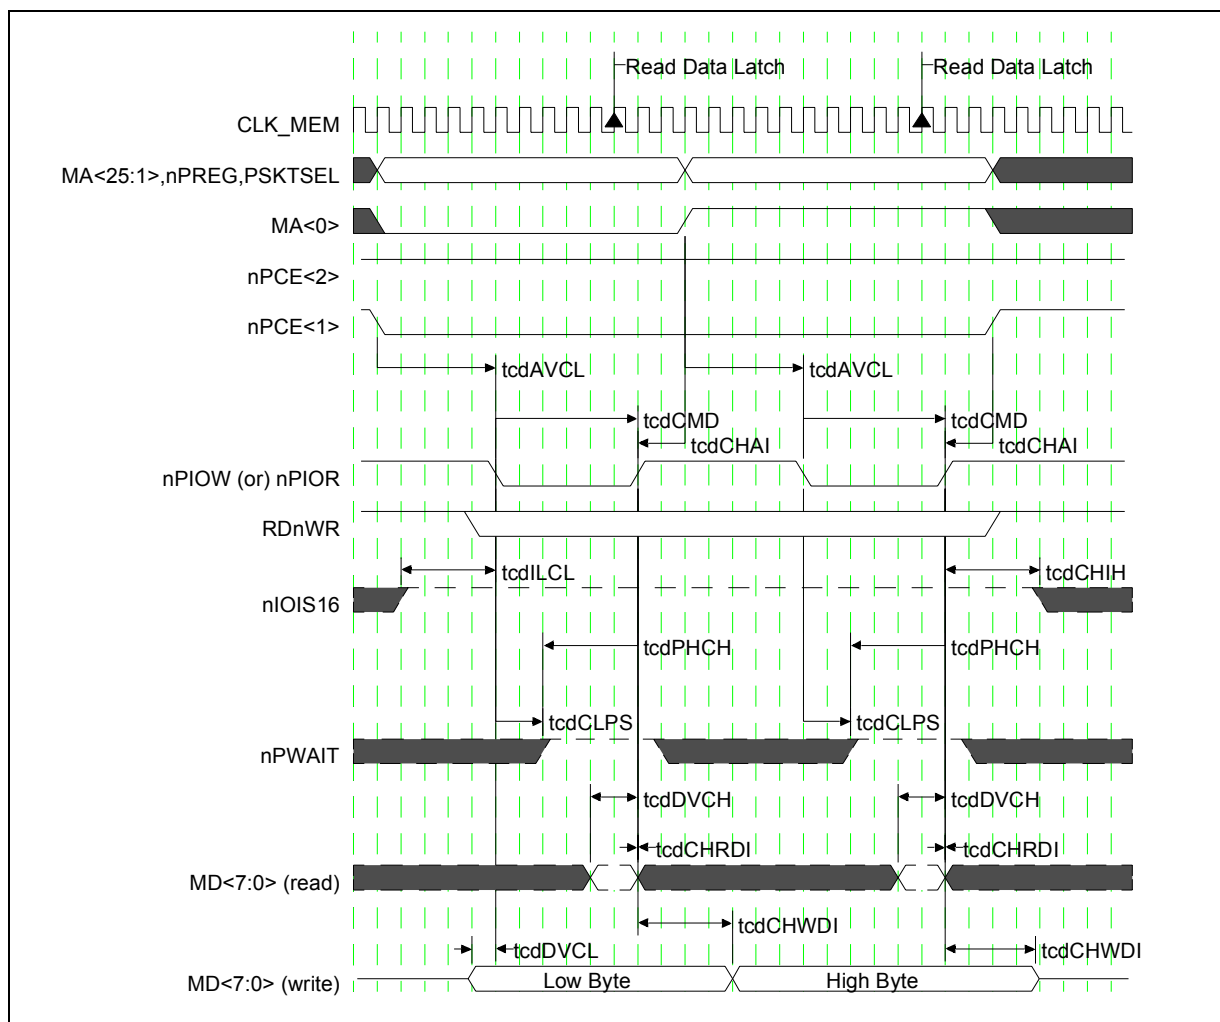 Read Data Latch Read Data Latch
CLK_MEM
MA<25:1>,nPREG,PSKTSEL
MA<0>
nPCE<2>
nPCE<1>
tcdAVCL tcdAVCL
tcdCMD tcdCMD
tcdCHAI tcdCHAI
nPIOW (or) nPIOR
RDnWR
tcdILCL tcdCHIH
nIOIS16
tcdPHCH tcdPHCH
tcdCLPS tcdCLPS
nPWAIT
tcdDVCH tcdDVCH
tcdCHRDI tcdCHRDI
MD<7:0> (read)
tcdCHWDI
tcdDVCL tcdCHWDI
MD<7:0> (write) Low Byte High Byte